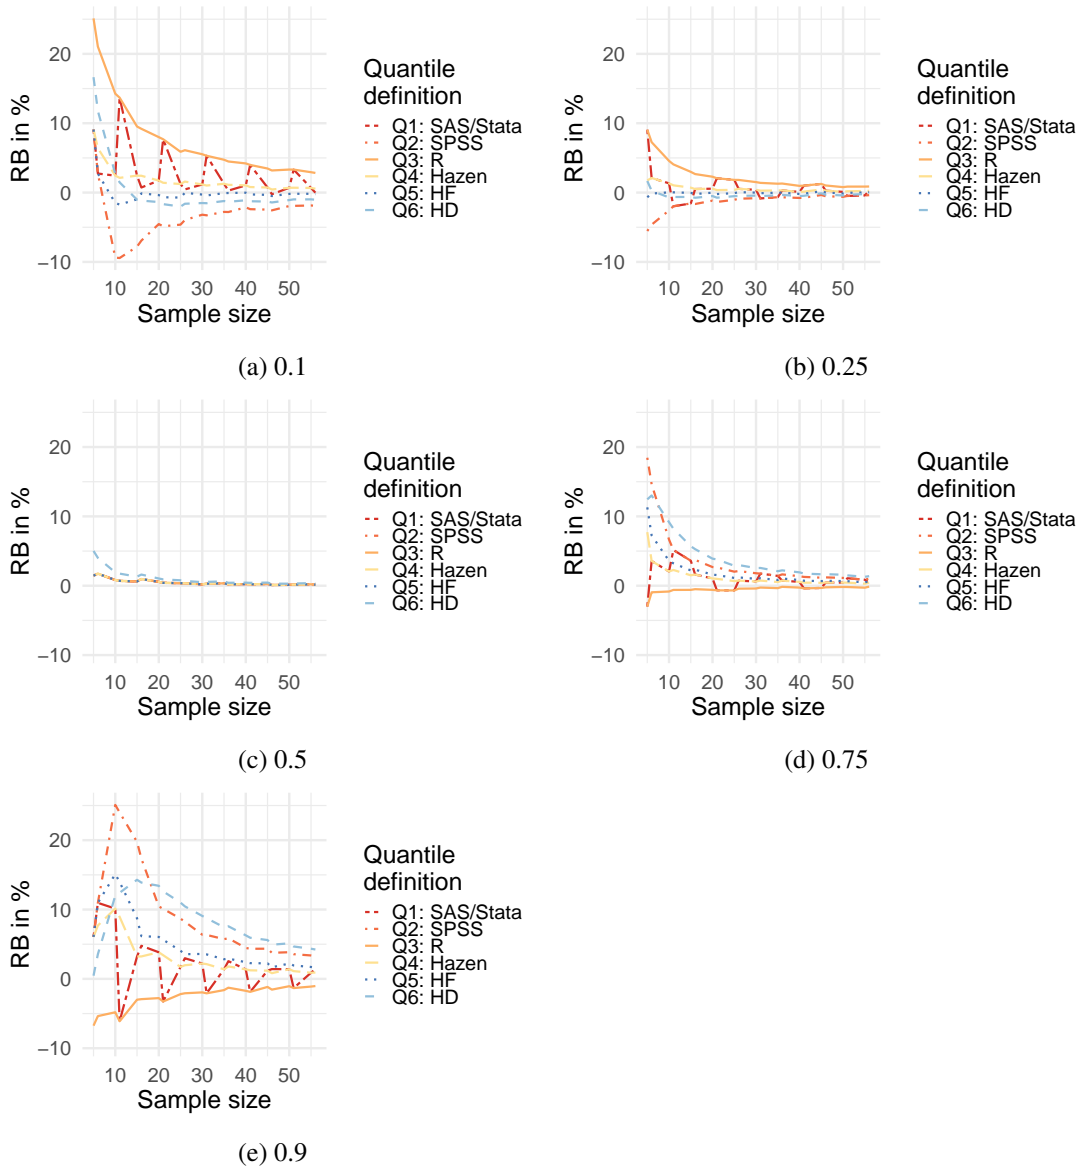 RB in %
20
10
0
−10
10 20 30 40 50
Sample size
Quantile
definition
Q1: SAS/Stata
Q2: SPSS
Q3: R
Q4: Hazen
Q5: HF
Q6: HD
(a) 0.1
RB in %
20
10
0
−10
10 20 30 40 50
Sample size
Quantile
definition
Q1: SAS/Stata
Q2: SPSS
Q3: R
Q4: Hazen
Q5: HF
Q6: HD
(b) 0.25
RB in %
20
10
0
−10
10 20 30 40 50
Sample size
Quantile
definition
Q1: SAS/Stata
Q2: SPSS
Q3: R
Q4: Hazen
Q5: HF
Q6: HD
(c) 0.5
RB in %
20
10
0
−10
10 20 30 40 50
Sample size
Quantile
definition
Q1: SAS/Stata
Q2: SPSS
Q3: R
Q4: Hazen
Q5: HF
Q6: HD
(d) 0.75
RB in %
20
10
0
−10
10 20 30 40 50
Sample size
Quantile
definition
Q1: SAS/Stata
Q2: SPSS
Q3: R
Q4: Hazen
Q5: HF
Q6: HD
(e) 0.9